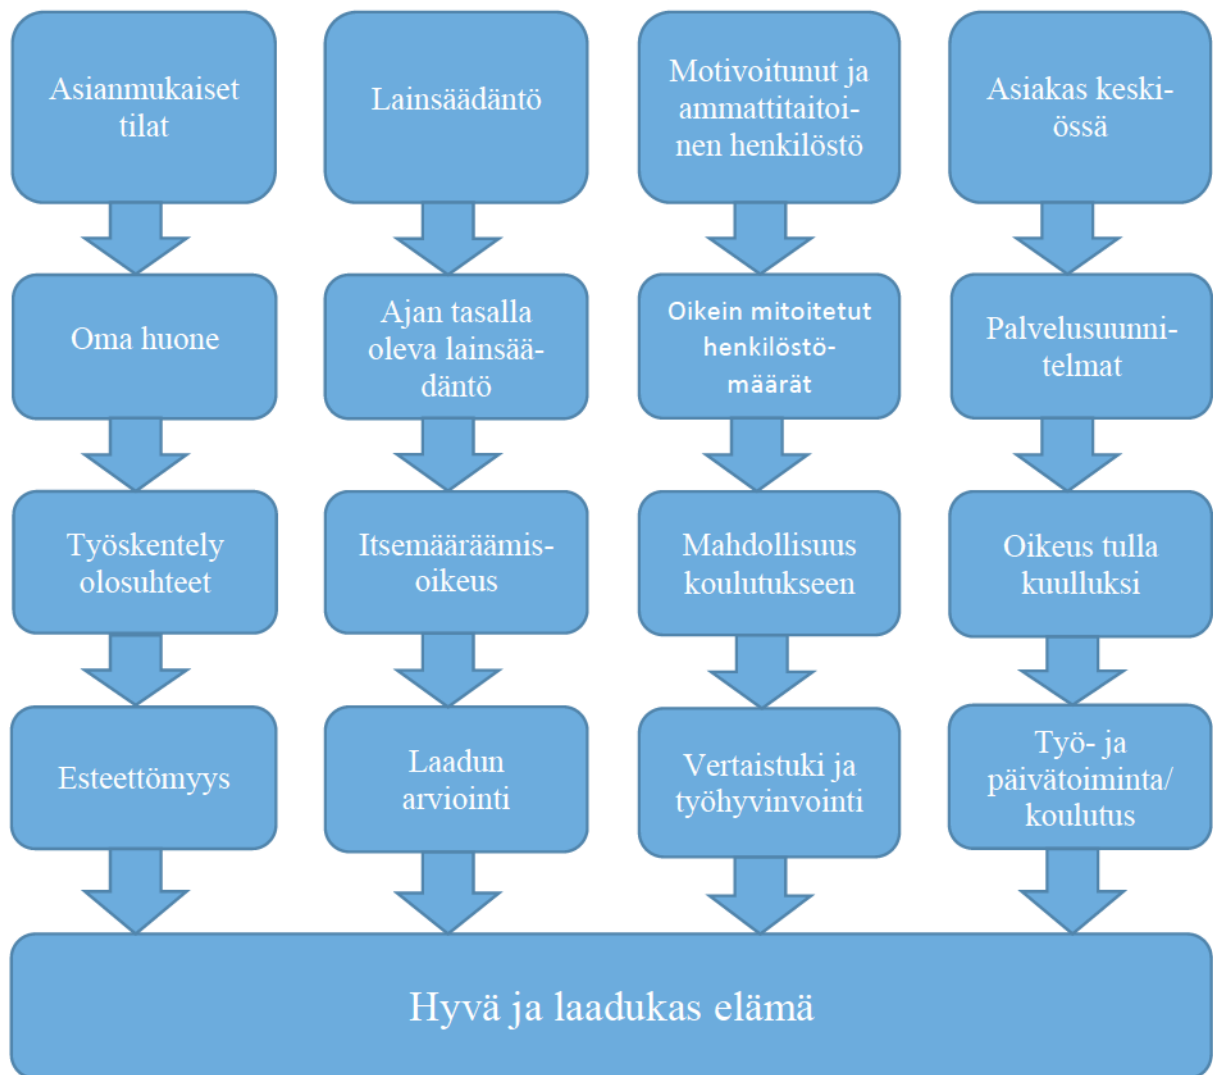 Asianmukaiset
tilat
Lainsäädäntö
Motivoitunut ja
ammattitaitoi-
nen henkilöstö
Asiakas keski-
össä
Oma huone
Ajan tasalla
oleva lainsää-
däntö
Oikein mitoitetut
henkilöstö-
määrät
Palvelusuunni-
telmat
Työskentely
olosuhteet
Itsemääräämis-
oikeus
Mahdollisuus
koulutukseen
Oikeus tulla
kuulluksi
Esteettömyys
Laadun
arviointi
Vertaistuki ja
työhyvinvointi
Työ- ja
päivätoiminta/
koulutus
Hyvä ja laadukas elämä